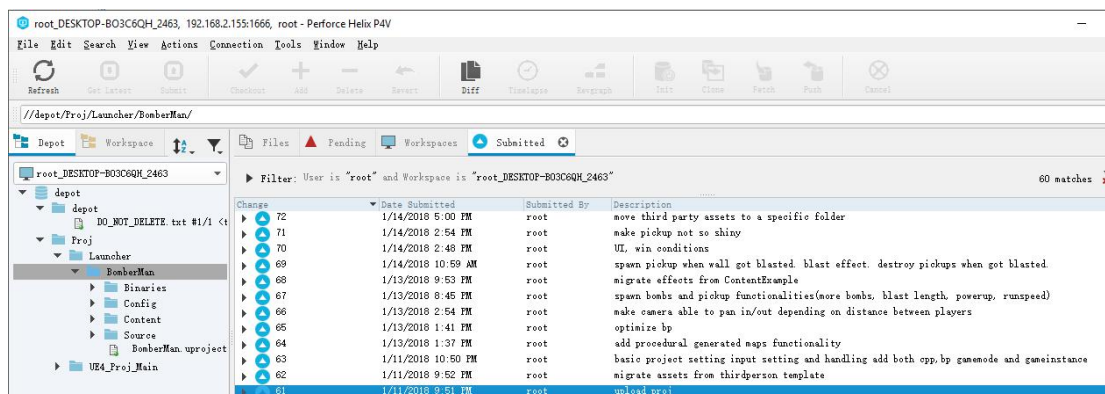 root_DESKTOP-BO3C6QH_2463, 192.168.2.155:1666, root - Perforce Helix P4V
File Edit Search View Actions Connection Tools Window Help
Refresh Get Latest Submit Checkout Add Delete Revert Diff Timelapse Revgraph Init Clone Fetch Push Cancel
//depot/Proj/Launcher/BomberMan/
Depot Workspace Files Pending Workspaces Submitted
root_DESKTOP-BO3C6QH_2463
Filter: User is "root" and Workspace is "root_DESKTOP-BO3C6QH_2463" 60 matches
depot
depot
DO_NOT_DELETE.txt #1/1 <t
Proj
Launcher
BomberMan
Binaries
Config
Content
Source
BomberMan.uproject
UE4_Proj_Main
Change Date Submitted Submitted By Description
72 1/14/2018 5:00 PM root move third party assets to a specific folder
71 1/14/2018 2:54 PM root make pickup not so shiny
70 1/14/2018 2:48 PM root UI, win conditions
69 1/14/2018 10:59 AM root spawn pickup when wall got blasted. blast effect. destroy pickups when got blasted.
68 1/13/2018 9:53 PM root migrate effects from ContentExample
67 1/13/2018 8:45 PM root spawn bombs and pickup functionalities(more bombs, blast length, powerup, runspeed)
66 1/13/2018 2:54 PM root make camera able to pan in/out depending on distance between players
65 1/13/2018 1:41 PM root optimize bp
64 1/13/2018 1:37 PM root add procedural generated maps functionality
63 1/11/2018 10:50 PM root basic project setting input setting and handling add both cpp,bp gamemode and gameinstance
62 1/11/2018 9:52 PM root migrate assets from thirdperson template
61 1/11/2018 9:51 PM root upload proj